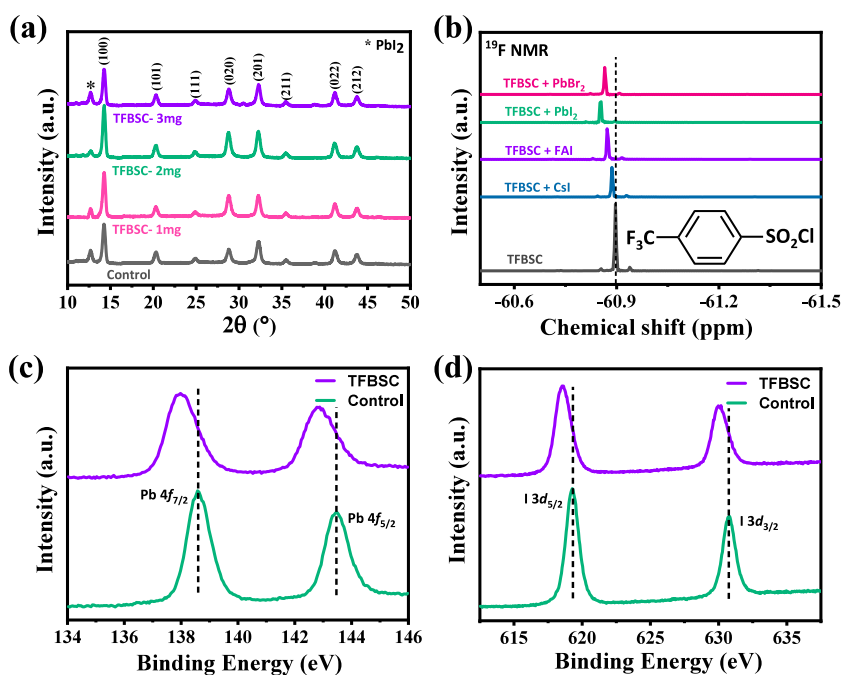 (a)
Intensity (a.u.)
* PbI2
*
(100)
(101)
(111)
(020)
(201)
(211)
(022)
(212)
TFBSC- 3mg
TFBSC- 2mg
TFBSC- 1mg
Control
10 15 20 25 30 35 40 45 50
2θ (°)
(b)
Intensity (a.u.)
19F NMR
TFBSC + PbBr2
TFBSC + PbI2
TFBSC + FAI
TFBSC + CsI
TFBSC
F3C
SO2Cl
-60.6 -60.9 -61.2 -61.5
Chemical shift (ppm)
(c)
Intensity (a.u.)
TFBSC
Control
Pb 4f7/2
Pb 4f5/2
134 136 138 140 142 144 146
Binding Energy (eV)
(d)
Intensity (a.u.)
TFBSC
Control
I 3d5/2
I 3d3/2
615 620 625 630 635
Binding Energy (eV)